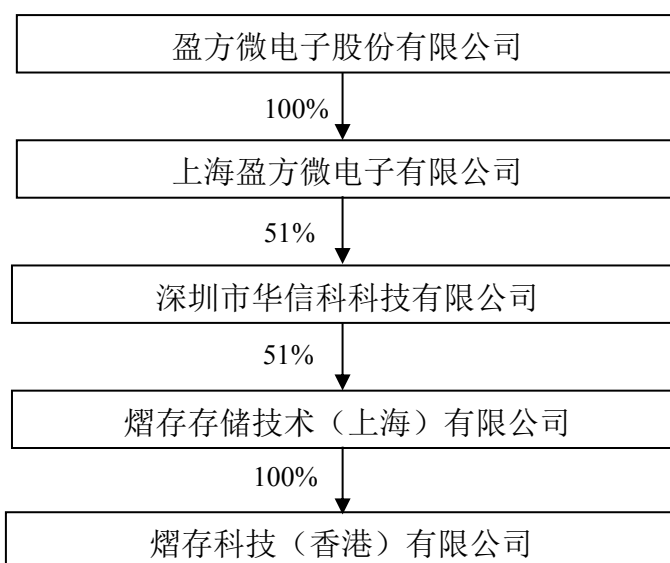 盈方微电子股份有限公司
100%
上海盈方微电子有限公司
51%
深圳市华信科科技有限公司
51%
熠存存储技术（上海）有限公司
100%
熠存科技（香港）有限公司